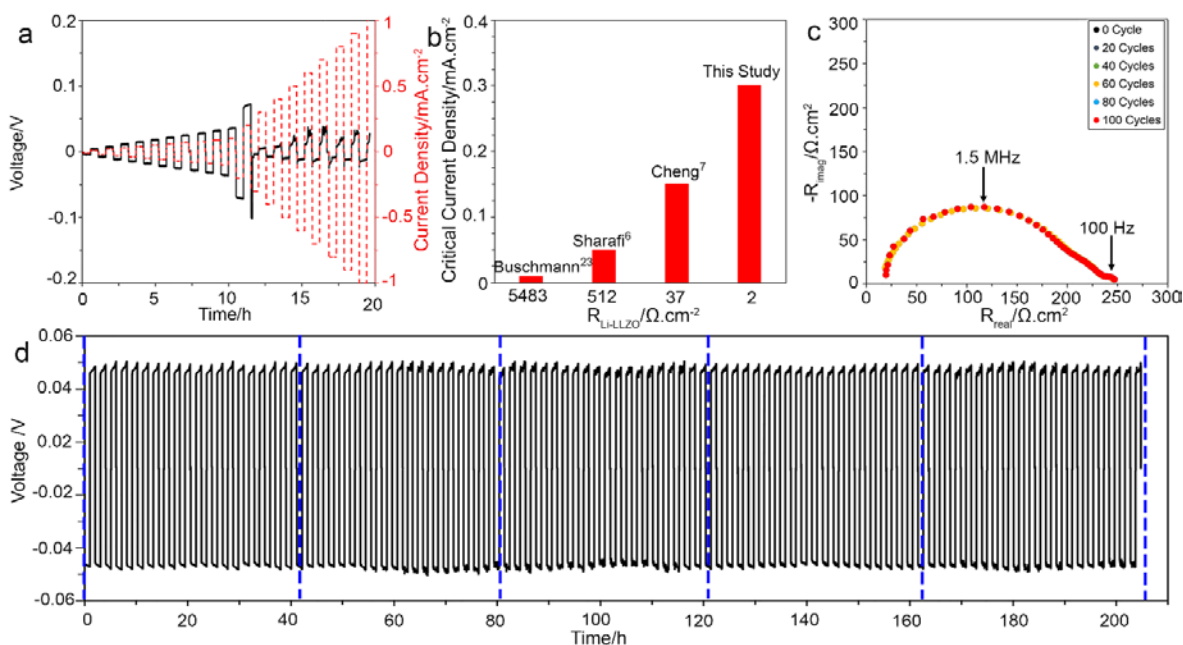 a
0.2
0.1
0
-0.1
-0.2
Voltage/V
0
5
10
15
20
Time/h
1
0.5
0
-0.5
-1
Current Density/mA.cm⁻²
b
0.4
0.3
0.2
0.1
0
Critical Current Density/mA.cm⁻²
Buschmann²³
Sharafi⁶
Cheng⁷
This Study
5483
512
37
2
R_Li-LLZO/Ω.cm⁻²
c
300
250
200
150
100
50
0
-R_imag/Ω.cm²
0 Cycle
20 Cycles
40 Cycles
60 Cycles
80 Cycles
100 Cycles
1.5 MHz
100 Hz
0
50
100
150
200
250
300
R_real/Ω.cm²
d
0.06
0.04
0.02
-0.02
-0.04
-0.06
Voltage /V
0
20
40
60
80
100
120
140
160
180
200
Time/h